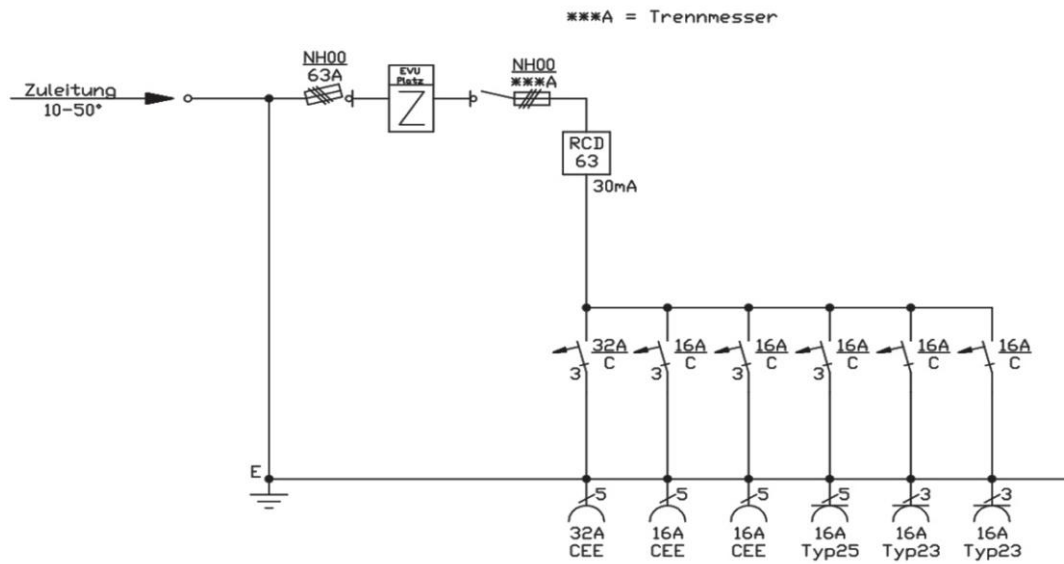 ***A = Trennmesser
NH00
63A
EVU
Platz
Z
NH00
***A
Zuleitung
10-50°
RCD
63
30mA
32A
C
3
16A
C
3
16A
C
3
16A
C
3
16A
C
16A
C
E
5
5
5
5
3
3
32A
CEE
16A
CEE
16A
CEE
16A
Typ25
16A
Typ23
16A
Typ23